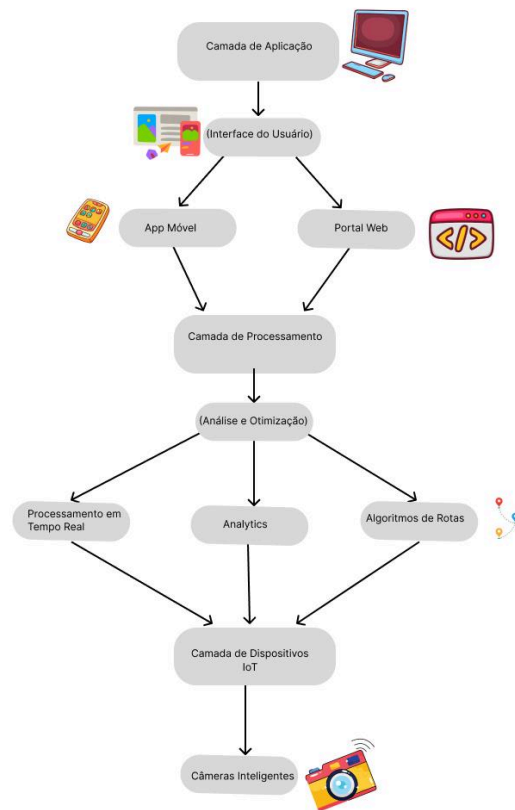 Camada de Aplicação
(Interface do Usuário)
App Móvel
Portal Web
</>
Camada de Processamento
(Análise e Otimização)
Processamento em
Tempo Real
Analytics
Algoritmos de Rotas
Camada de Dispositivos
IoT
Câmeras Inteligentes